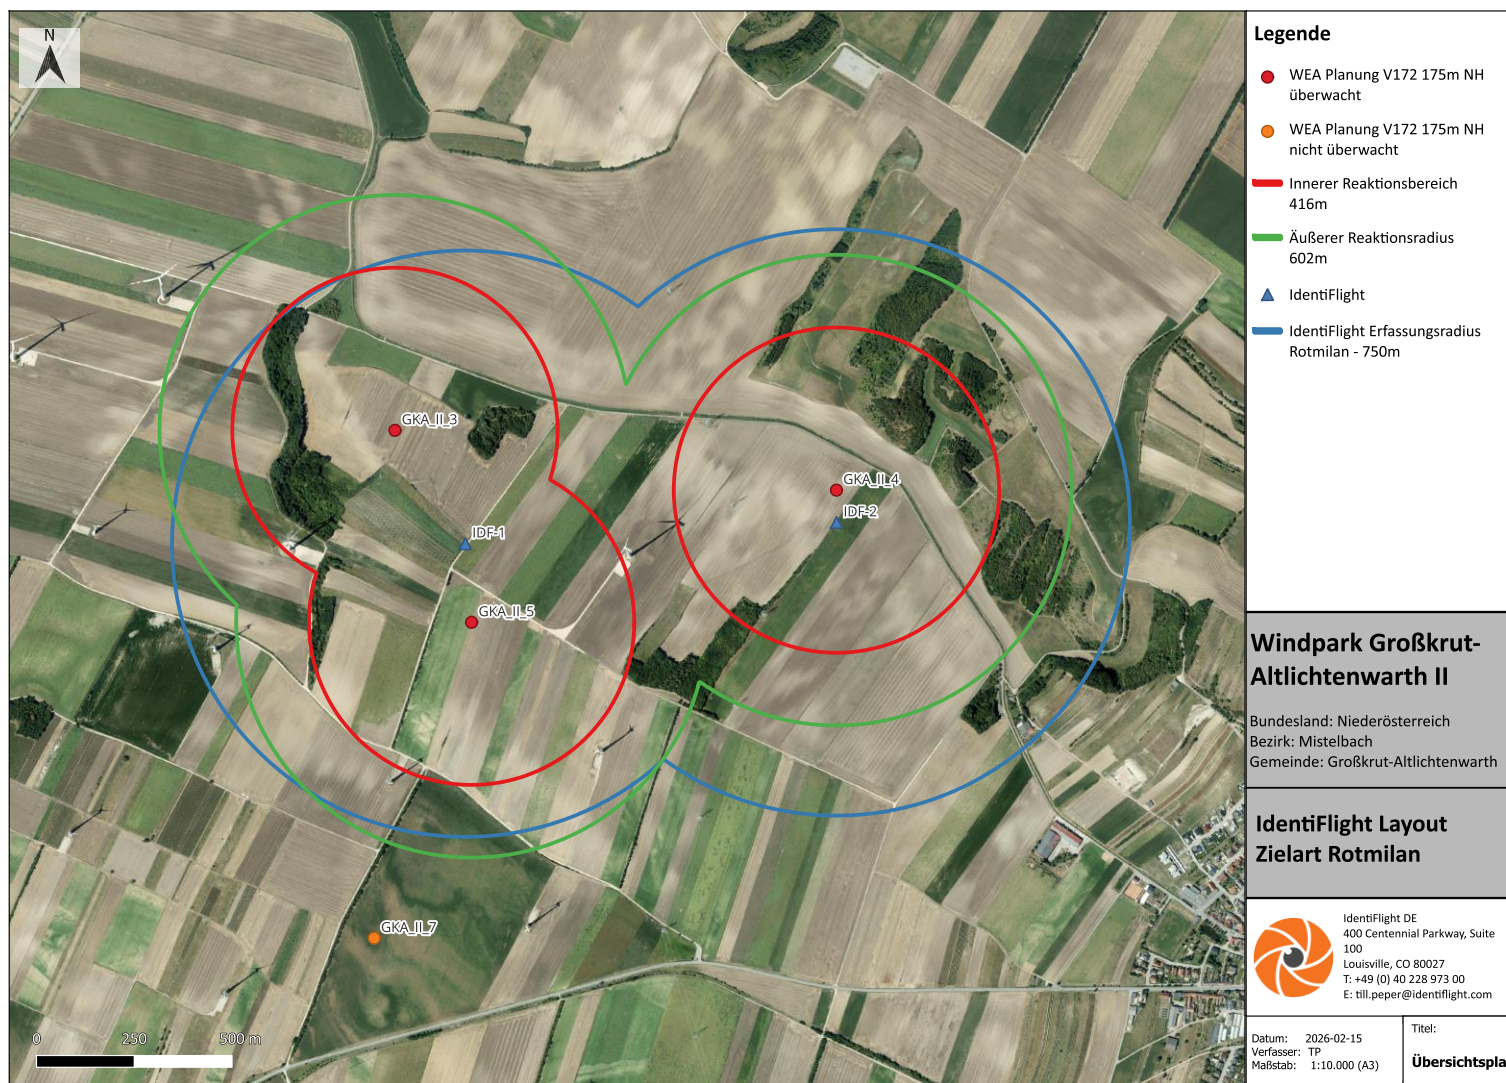 N
GKA_II_3
GKA_II_4
IDF-2
IDF-1
GKA_II_5
GKA_II_7
0 250 500 m
Legende
WEA Planung V172 175m NH
überwacht
WEA Planung V172 175m NH
nicht überwacht
Innerer Reaktionsbereich
416m
Äußerer Reaktionsradius
602m
IdentiFlight
IdentiFlight Erfassungsradius
Rotmilan - 750m
Windpark Großkrut-
Altlichtenwarth II
Bundesland: Niederösterreich
Bezirk: Mistelbach
Gemeinde: Großkrut-Altlichtenwarth
IdentiFlight Layout
Zielart Rotmilan
IdentiFlight DE
400 Centennial Parkway, Suite
100
Louisville, CO 80027
T: +49 (0) 40 228 973 00
E: till.peper@identiflight.com
Datum: 2026-02-15
Verfasser: TP
Maßstab: 1:10.000 (A3)
Titel:
Übersichtspla